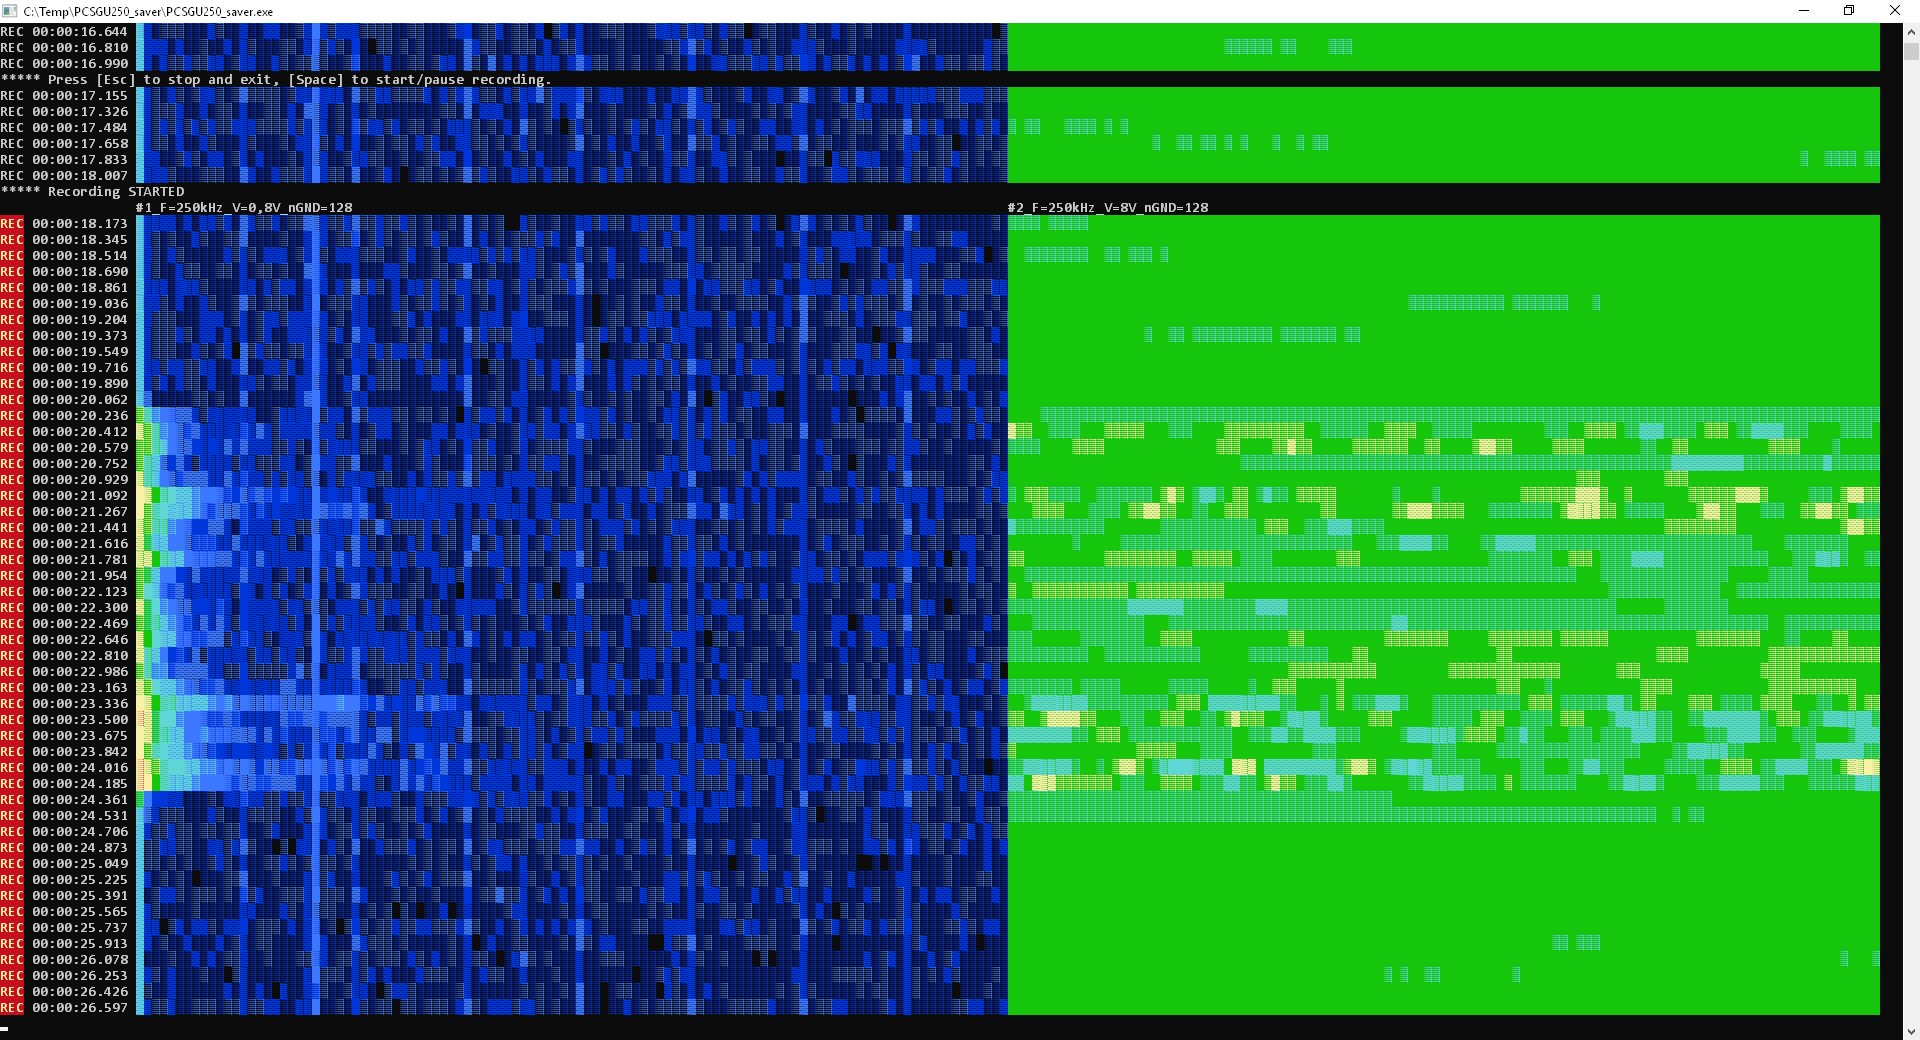 C:\Temp\PCSGU250_saver\PCSGU250_saver.exe
REC 00:00:16.644
REC 00:00:16.810
REC 00:00:16.990
***** Press [Esc] to stop and exit, [Space] to start/pause recording.
REC 00:00:17.155
REC 00:00:17.326
REC 00:00:17.484
REC 00:00:17.658
REC 00:00:17.833
REC 00:00:18.007
***** Recording STARTED
#1_F=250kHz_V=0,8V_nGND=128 #2_F=250kHz_V=8V_nGND=128
REC 00:00:18.173
REC 00:00:18.345
REC 00:00:18.514
REC 00:00:18.690
REC 00:00:18.861
REC 00:00:19.036
REC 00:00:19.204
REC 00:00:19.373
REC 00:00:19.549
REC 00:00:19.716
REC 00:00:19.890
REC 00:00:20.062
REC 00:00:20.236
REC 00:00:20.412
REC 00:00:20.579
REC 00:00:20.752
REC 00:00:20.929
REC 00:00:21.092
REC 00:00:21.267
REC 00:00:21.441
REC 00:00:21.616
REC 00:00:21.781
REC 00:00:21.954
REC 00:00:22.123
REC 00:00:22.300
REC 00:00:22.469
REC 00:00:22.646
REC 00:00:22.810
REC 00:00:22.986
REC 00:00:23.163
REC 00:00:23.336
REC 00:00:23.500
REC 00:00:23.675
REC 00:00:23.842
REC 00:00:24.016
REC 00:00:24.185
REC 00:00:24.361
REC 00:00:24.531
REC 00:00:24.706
REC 00:00:24.873
REC 00:00:25.049
REC 00:00:25.225
REC 00:00:25.391
REC 00:00:25.565
REC 00:00:25.737
REC 00:00:25.913
REC 00:00:26.078
REC 00:00:26.253
REC 00:00:26.426
REC 00:00:26.597